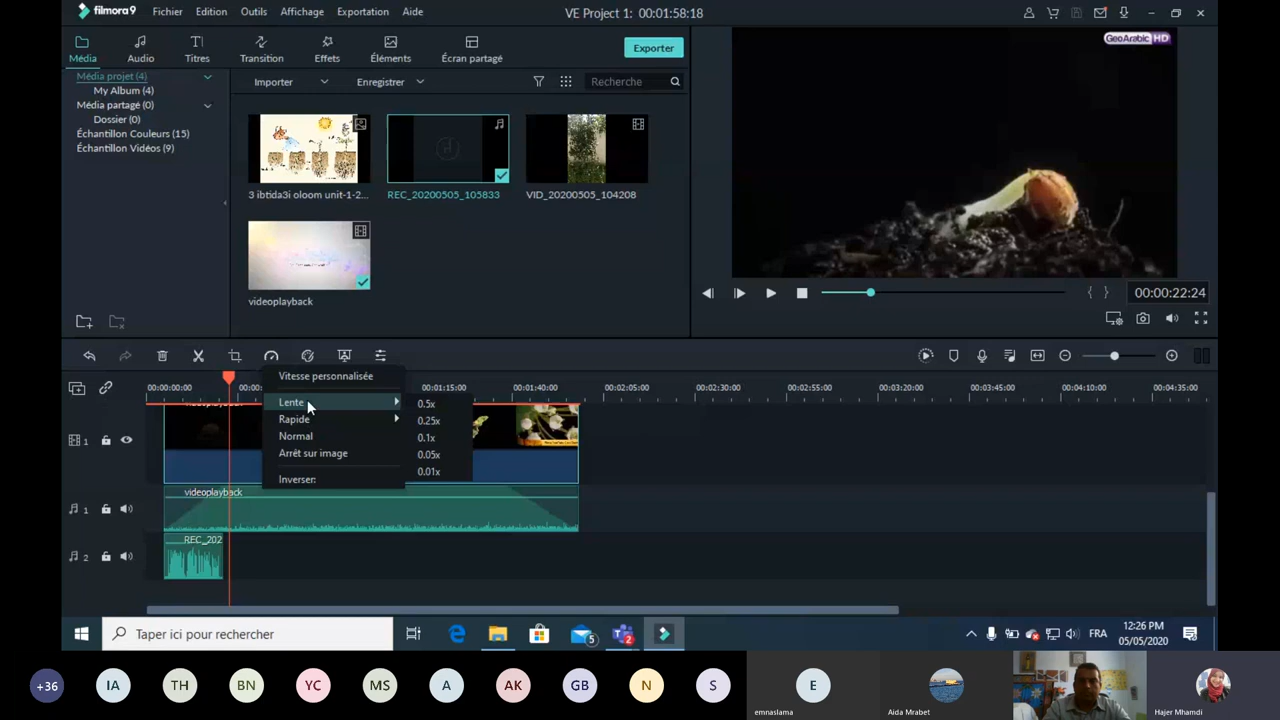 filmora9
Fichier
Edition
Outils
Affichage
Exportation
Aide
VE Project 1: 00:01:58:18
Média
Audio
Titres
Transition
Effets
Éléments
Écran partagé
Exporter
Média projet (4)
My Album (4)
Média partagé (0)
Dossier (0)
Échantillon Couleurs (15)
Échantillon Vidéos (9)
Importer
Enregistrer
Recherche
3 ibtida3i oloom unit-1-2...
REC_20200505_105833
VID_20200505_104208
videoplayback
GeoArabic HD
00:00:22:24
00:00:00:00
00:01:15:00
00:01:40:00
00:02:05:00
00:02:30:00
00:02:55:00
00:03:20:00
00:03:45:00
00:04:10:00
00:04:35:00
Vitesse personnalisée
Lente
Rapide
Normal
Arrêt sur image
Inverser:
0.5x
0.25x
0.1x
0.05x
0.01x
1
videoplayback
1
REC_202
2
Taper ici pour rechercher
5
2
FRA
12:26 PM
05/05/2020
+36
IA
TH
BN
YC
MS
A
AK
GB
N
S
E
emnaslama
Aida Mrabet
Hajer Mhamdi